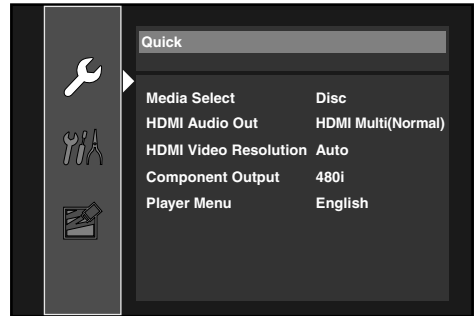 Quick
Media Select Disc
HDMI Audio Out HDMI Multi(Normal)
HDMI Video Resolution Auto
Component Output 480i
Player Menu English